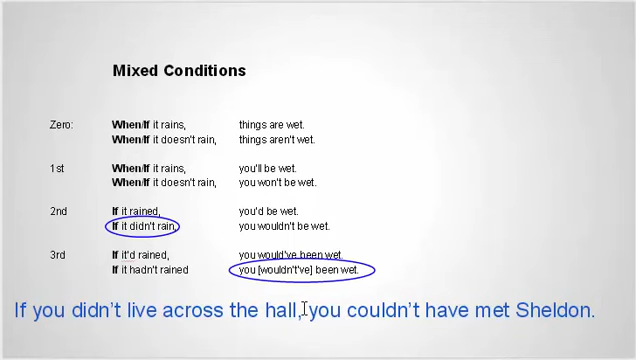 Mixed Conditions
Zero: When/If it rains, things are wet.
When/If it doesn't rain, things aren't wet.
1st When/If it rains, you'll be wet.
When/If it doesn't rain, you won't be wet.
2nd If it rained, you'd be wet.
If it didn't rain, you wouldn't be wet.
3rd If it'd rained, you would've been wet.
If it hadn't rained you [wouldn't've] been wet.
If you didn't live across the hall, you couldn't have met Sheldon.